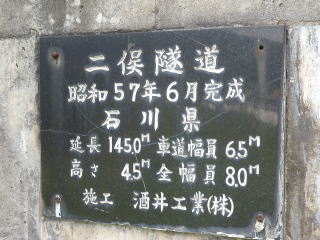 二俣隧道
昭和57年6月完成
石川県
延長 145.0M 車道幅員 6.5M
高さ 4.5M 全幅員 8.0M
施工 酒井工業(株)